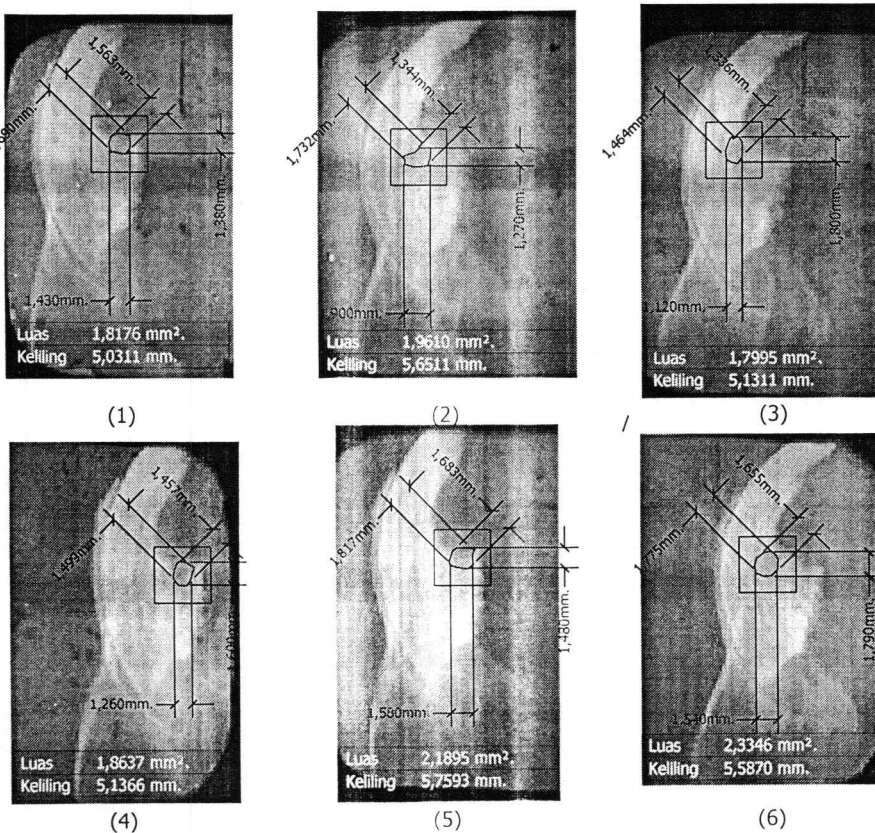 1,563mm.
1,380mm.
1,430mm.
Luas 1,8176 mm².
Keliling 5,0311 mm.
(1)
1,344mm.
1,732mm.
1,270mm.
Luas 1,9610 mm².
Keliling 5,6511 mm.
(2)
1,336mm.
1,464mm.
1,800mm.
1,120mm.
Luas 1,7995 mm².
Keliling 5,1311 mm.
(3)
/
1,457mm.
1,499mm.
1,260mm.
Luas 1,8637 mm².
Keliling 5,1366 mm.
(4)
1,683mm.
1,817mm.
1,480mm.
Luas 2,1895 mm².
Keliling 5,7593 mm.
(5)
1,655mm.
1,775mm.
1,790mm.
1,540mm.
Luas 2,3346 mm².
Keliling 5,5870 mm.
(6)